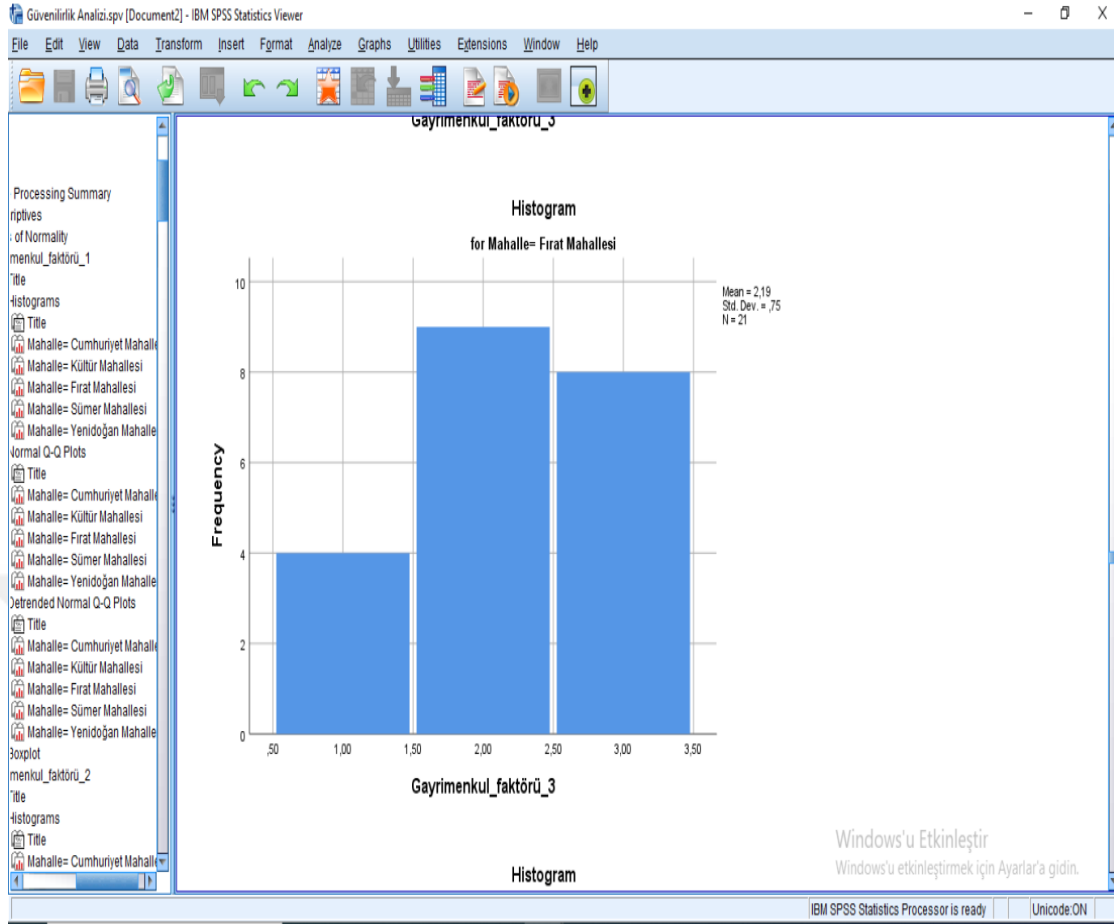 Güvenilirlik Analizi.spv [Document2] - IBM SPSS Statistics Viewer
File Edit View Data Transform Insert Format Analyze Graphs Utilities Extensions Window Help
Processing Summary
riptives
of Normality
menkul_faktörü_1
Title
Histograms
Title
Mahalle= Cumhuriyet Mahalle
Mahalle= Kültür Mahallesi
Mahalle= Fırat Mahallesi
Mahalle= Sümer Mahallesi
Mahalle= Yenidoğan Mahalle
Normal Q-Q Plots
Title
Mahalle= Cumhuriyet Mahalle
Mahalle= Kültür Mahallesi
Mahalle= Fırat Mahallesi
Mahalle= Sümer Mahallesi
Mahalle= Yenidoğan Mahalle
Detrended Normal Q-Q Plots
Title
Mahalle= Cumhuriyet Mahalle
Mahalle= Kültür Mahallesi
Mahalle= Fırat Mahallesi
Mahalle= Sümer Mahallesi
Mahalle= Yenidoğan Mahalle
Boxplot
menkul_faktörü_2
Title
Histograms
Title
Mahalle= Cumhuriyet Mahalle
Gayrimenkul_faktörü_3
Histogram
for Mahalle= Fırat Mahallesi
Mean = 2,19
Std. Dev. = ,75
N = 21
Frequency
10
8
6
4
2
0
,50 1,00 1,50 2,00 2,50 3,00 3,50
Gayrimenkul_faktörü_3
Histogram
Windows'u Etkinleştir
Windows'u etkinleştirmek için Ayarlar'a gidin.
IBM SPSS Statistics Processor is ready Unicode:ON